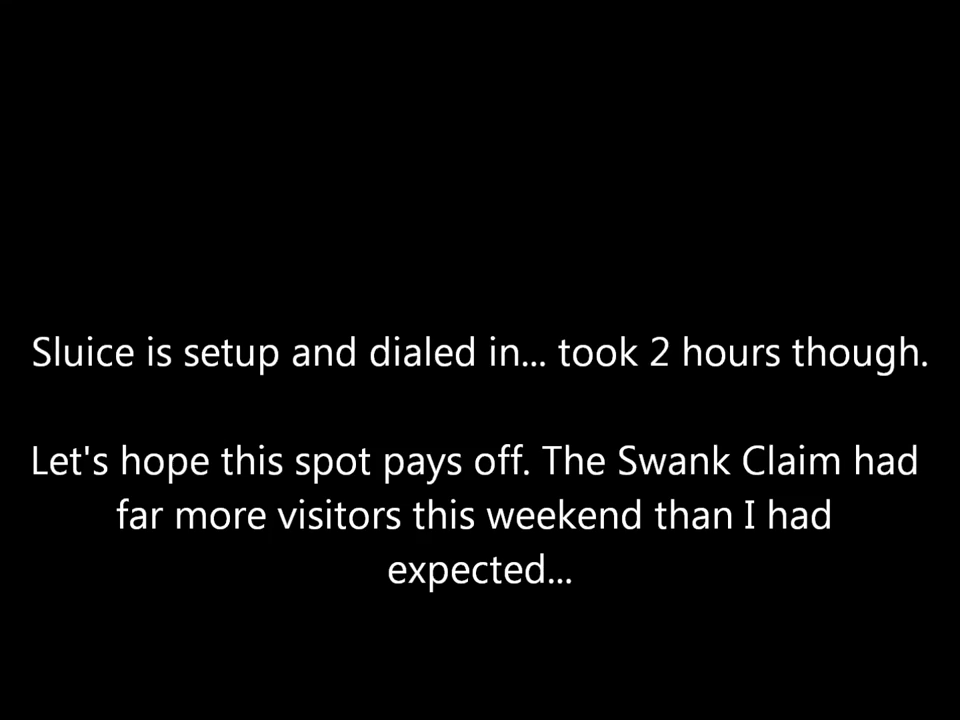 Sluice is setup and dialed in... took 2 hours though.
Let's hope this spot pays off. The Swank Claim had
far more visitors this weekend than I had
expected...